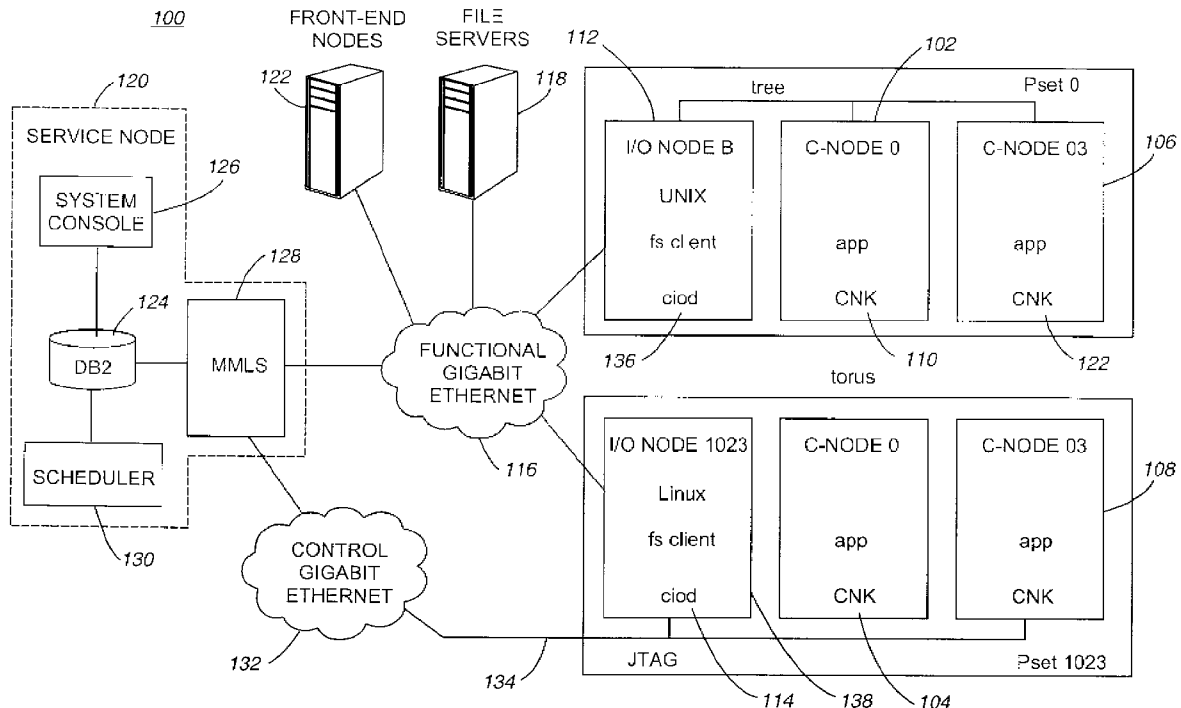 100
FRONT-END
NODES
FILE
SERVERS
122
118
120
SERVICE NODE
126
SYSTEM
CONSOLE
128
124
DB2
MMLS
SCHEDULER
130
FUNCTIONAL
GIGABIT
ETHERNET
116
CONTROL
GIGABIT
ETHERNET
132
134
112
102
Pset 0
tree
I/O NODE B
C-NODE 0
C-NODE 03
106
UNIX
fs client
app
app
ciod
CNK
CNK
136
110
122
torus
I/O NODE 1023
C-NODE 0
C-NODE 03
108
Linux
fs client
app
app
ciod
CNK
CNK
JTAG
Pset 1023
114
138
104